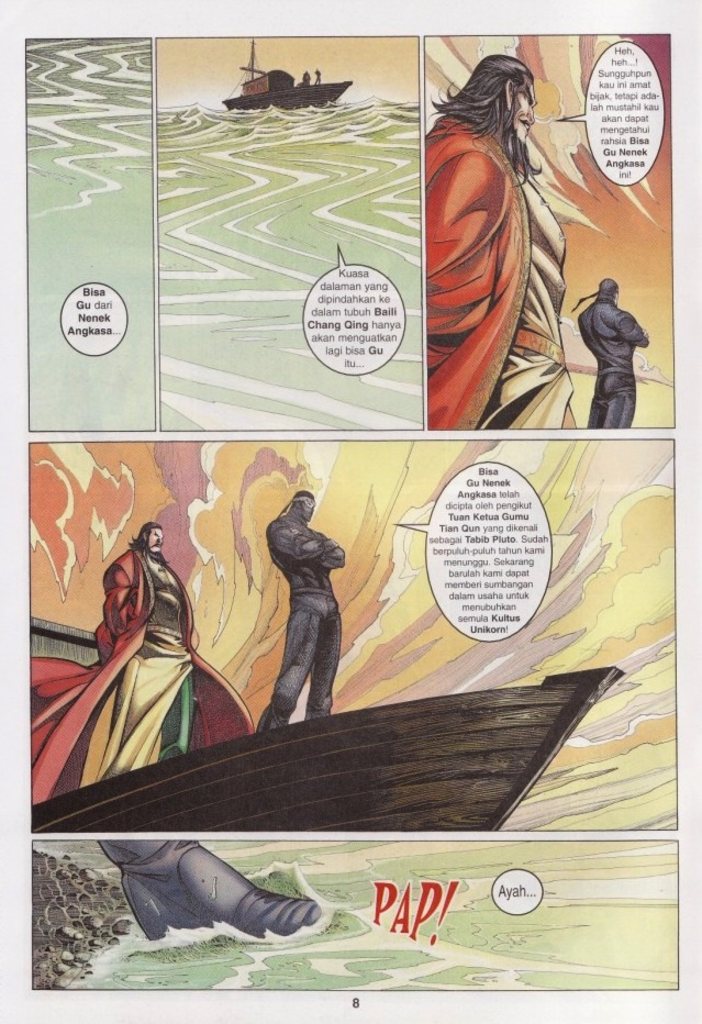 Bisa
Gu dari
Nenek
Angkasa...
Kuasa
dalaman yang
dipindahkan ke
dalam tubuh Baili
Chang Qing hanya
akan menguatkan
lagi bisa Gu
itu...
Heh,
heh...!
Sungguhpun
kau ini amat
bijak, tetapi ada-
lah mustahil kau
akan dapat
mengetahui
rahsia Bisa
Gu Nenek
Angkasa
ini!
Bisa
Gu Nenek
Angkasa telah
dicipta oleh pengikut
Tuan Ketua Gumu
Tian Qun yang dikenali
sebagai Tabib Pluto. Sudah
berpuluh-puluh tahun kami
menunggu. Sekarang
barulah kami dapat
memberi sumbangan
dalam usaha untuk
menubuhkan
semula Kultus
Unikorn!
PAP!
Ayah...
8